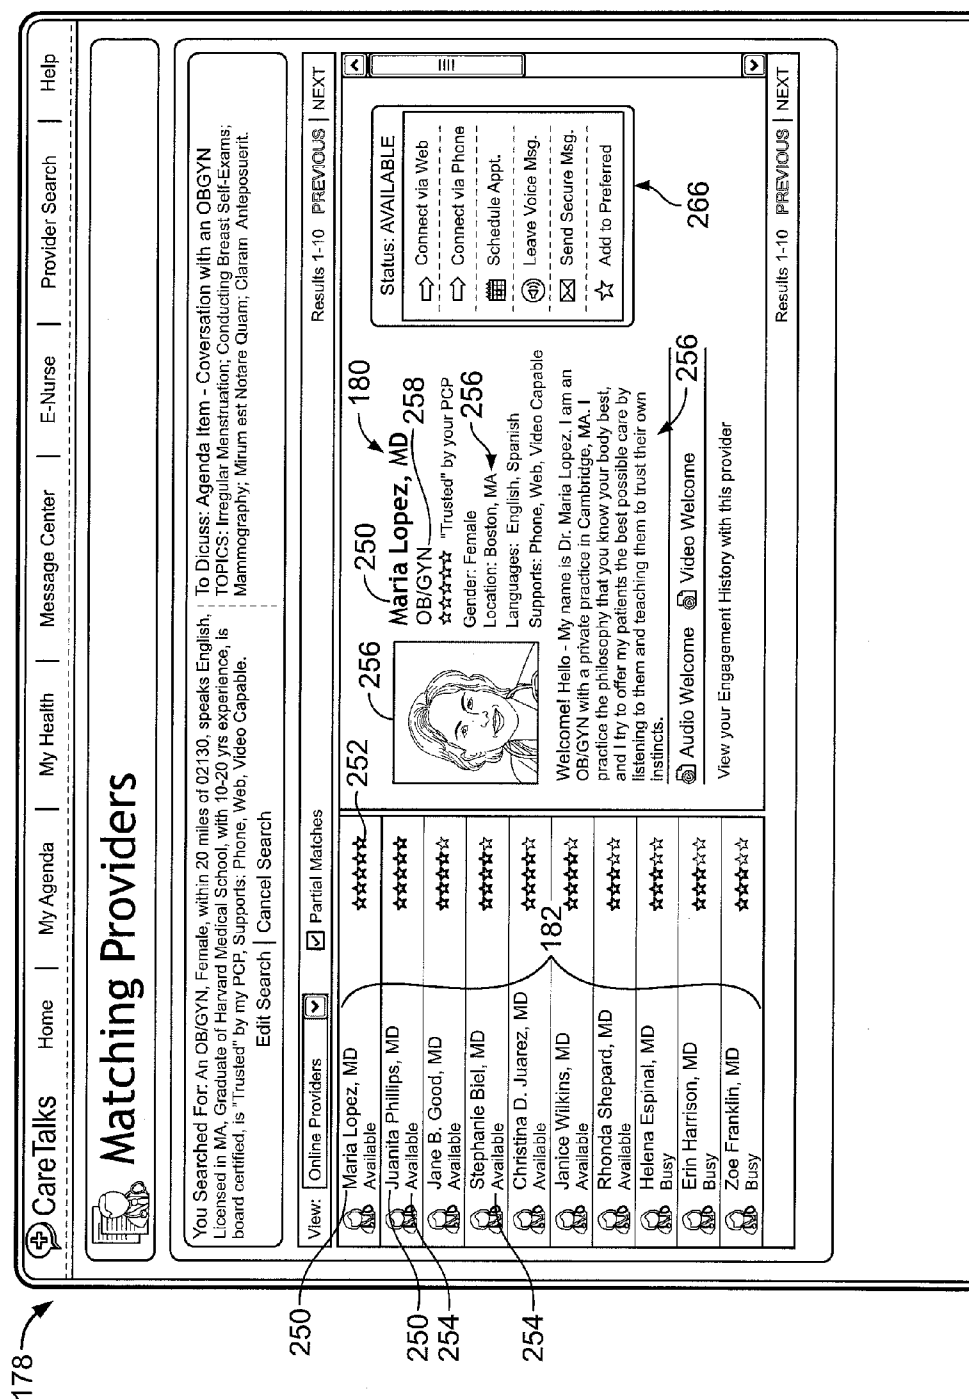 178
CareTalks
Home | My Agenda | My Health | Message Center | E-Nurse | Provider Search | Help
Matching Providers
You Searched For: An OB/GYN, Female, within 20 miles of 02130, speaks English,
Licensed in MA, Graduate of Harvard Medical School, with 10-20 yrs experience, is
board certified, is "Trusted" by my PCP, Supports: Phone, Web, Video Capable.
Edit Search | Cancel Search
To Dicuss: Agenda Item - Coversation with an OBGYN
TOPICS: Irregular Menstruation; Conducting Breast Self-Exams;
Mammography; Mirum est Notare Quam; Claram Anteposuerit.
View: Online Providers
Partial Matches
Results 1-10 PREVIOUS | NEXT
250
Maria Lopez, MD
Available
252
250
Juanita Phillips, MD
Available
254
Jane B. Good, MD
Available
Stephanie Biel, MD
Available
254
Christina D. Juarez, MD
Available
182
Janice Wilkins, MD
Available
Rhonda Shepard, MD
Available
Helena Espinal, MD
Busy
Erin Harrison, MD
Busy
Zoe Franklin, MD
Busy
256
250
180
Maria Lopez, MD
OB/GYN
258
"Trusted" by your PCP
Gender: Female
256
Location: Boston, MA
Languages: English, Spanish
Supports: Phone, Web, Video Capable
Welcome! Hello - My name is Dr. Maria Lopez. I am an
OB/GYN with a private practice in Cambridge, MA. I
practice the philosophy that you know your body best,
and I try to offer my patients the best possible care by
listening to them and teaching them to trust their own
instincts.
256
Audio Welcome Video Welcome
View your Engagement History with this provider
Status: AVAILABLE
Connect via Web
Connect via Phone
Schedule Appt.
Leave Voice Msg.
Send Secure Msg.
Add to Preferred
266
Results 1-10 PREVIOUS | NEXT